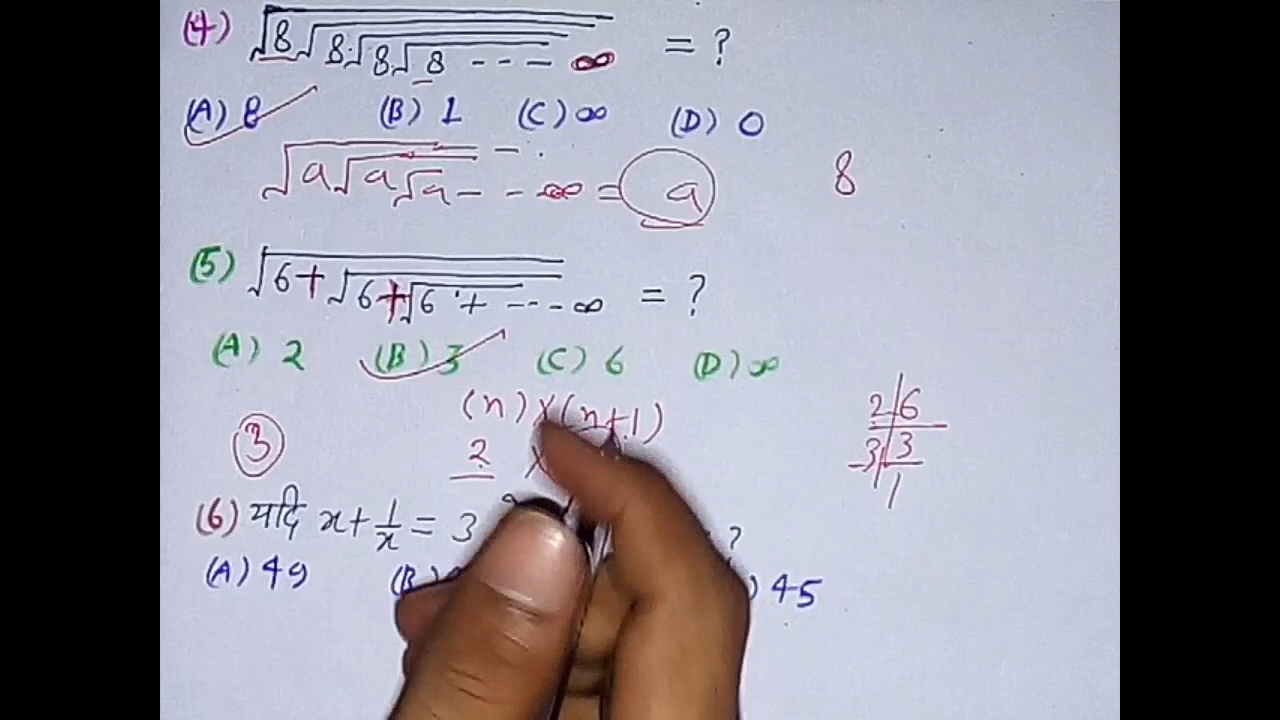 (4) √8√8√8√8 --- ∞ = ?
(A) 8 (B) 1 (C) ∞ (D) 0
√a√a√a - - ∞ = a 8
(5) √6+√6+√6+ --- ∞ = ?
(A) 2 (B) 3 (C) 6 (D) ∞
(n) × (n+1)
2 | 6
3 | 3
1
3
2 ×
(6) यदि x + 1/x = 3 ?
(A) 49 (B) ) 45